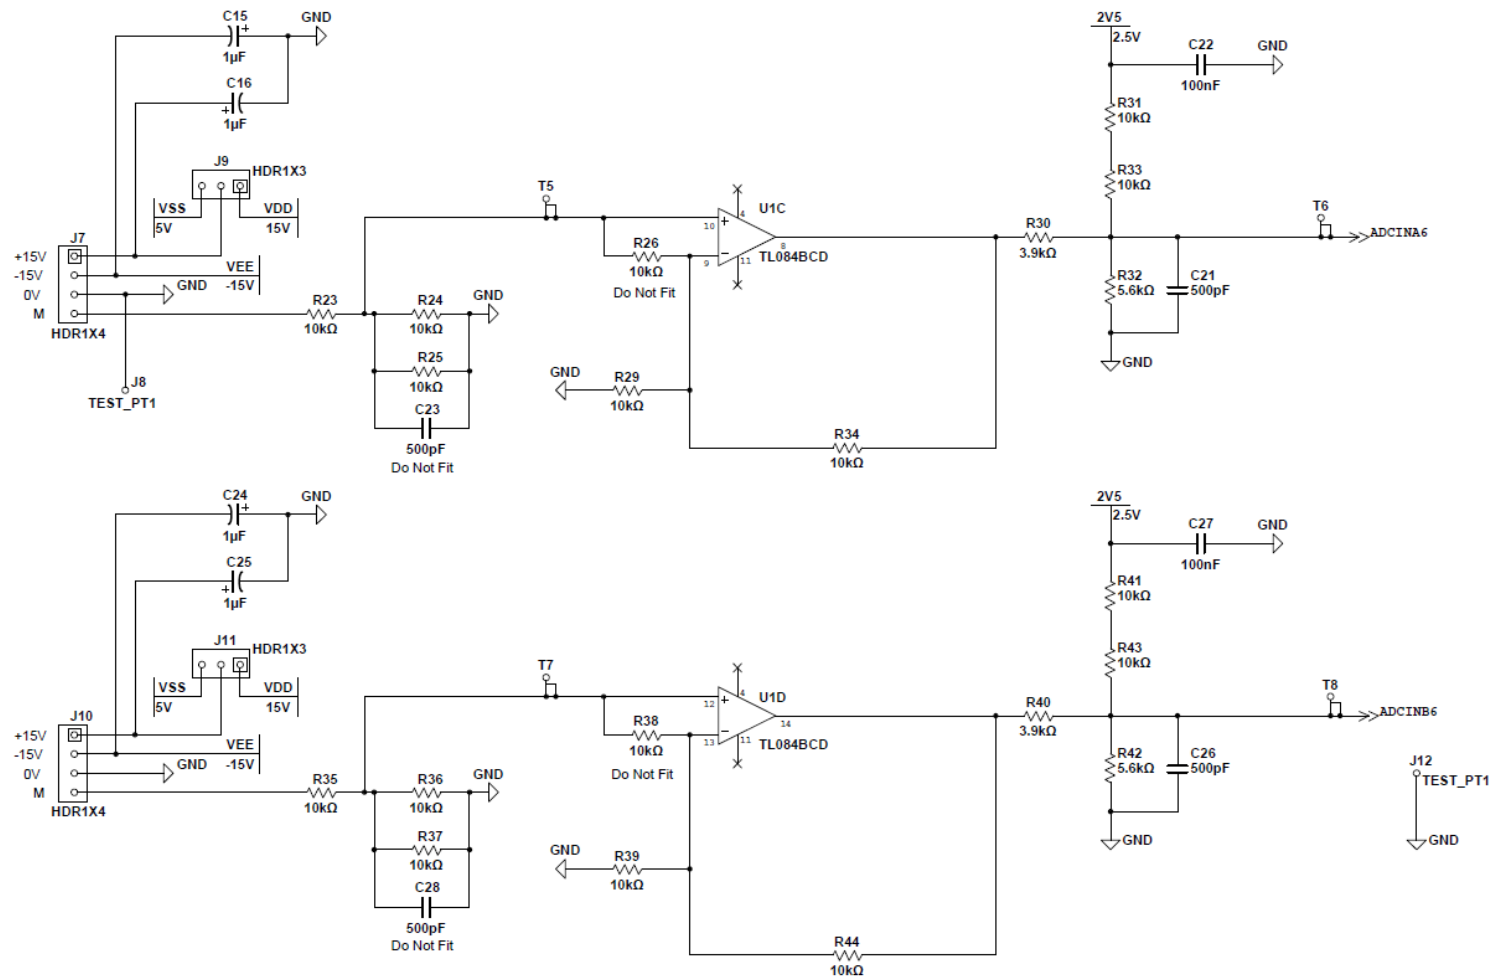 C15
+
1µF
GND
C16
+
1µF
J9
HDR1X3
VSS
5V
VDD
15V
J7
+15V
-15V
0V
M
HDR1X4
VEE
-15V
GND
J8
TEST_PT1
R23
10kΩ
R24
10kΩ
GND
R25
10kΩ
C23
500pF
Do Not Fit
T5
R26
10kΩ
Do Not Fit
10
9
+
−
4
11
8
U1C
TL084BCD
GND
R29
10kΩ
R34
10kΩ
R30
3.9kΩ
2V5
2.5V
C22
100nF
GND
R31
10kΩ
R33
10kΩ
R32
5.6kΩ
C21
500pF
GND
T6
ADCINA6
C24
+
1µF
GND
C25
+
1µF
J11
HDR1X3
VSS
5V
VDD
15V
J10
+15V
-15V
0V
M
HDR1X4
VEE
-15V
GND
R35
10kΩ
R36
10kΩ
GND
R37
10kΩ
C28
500pF
Do Not Fit
T7
R38
10kΩ
Do Not Fit
12
13
+
−
4
11
14
U1D
TL084BCD
GND
R39
10kΩ
R44
10kΩ
R40
3.9kΩ
2V5
2.5V
C27
100nF
GND
R41
10kΩ
R43
10kΩ
R42
5.6kΩ
C26
500pF
GND
T8
ADCINB6
J12
TEST_PT1
GND